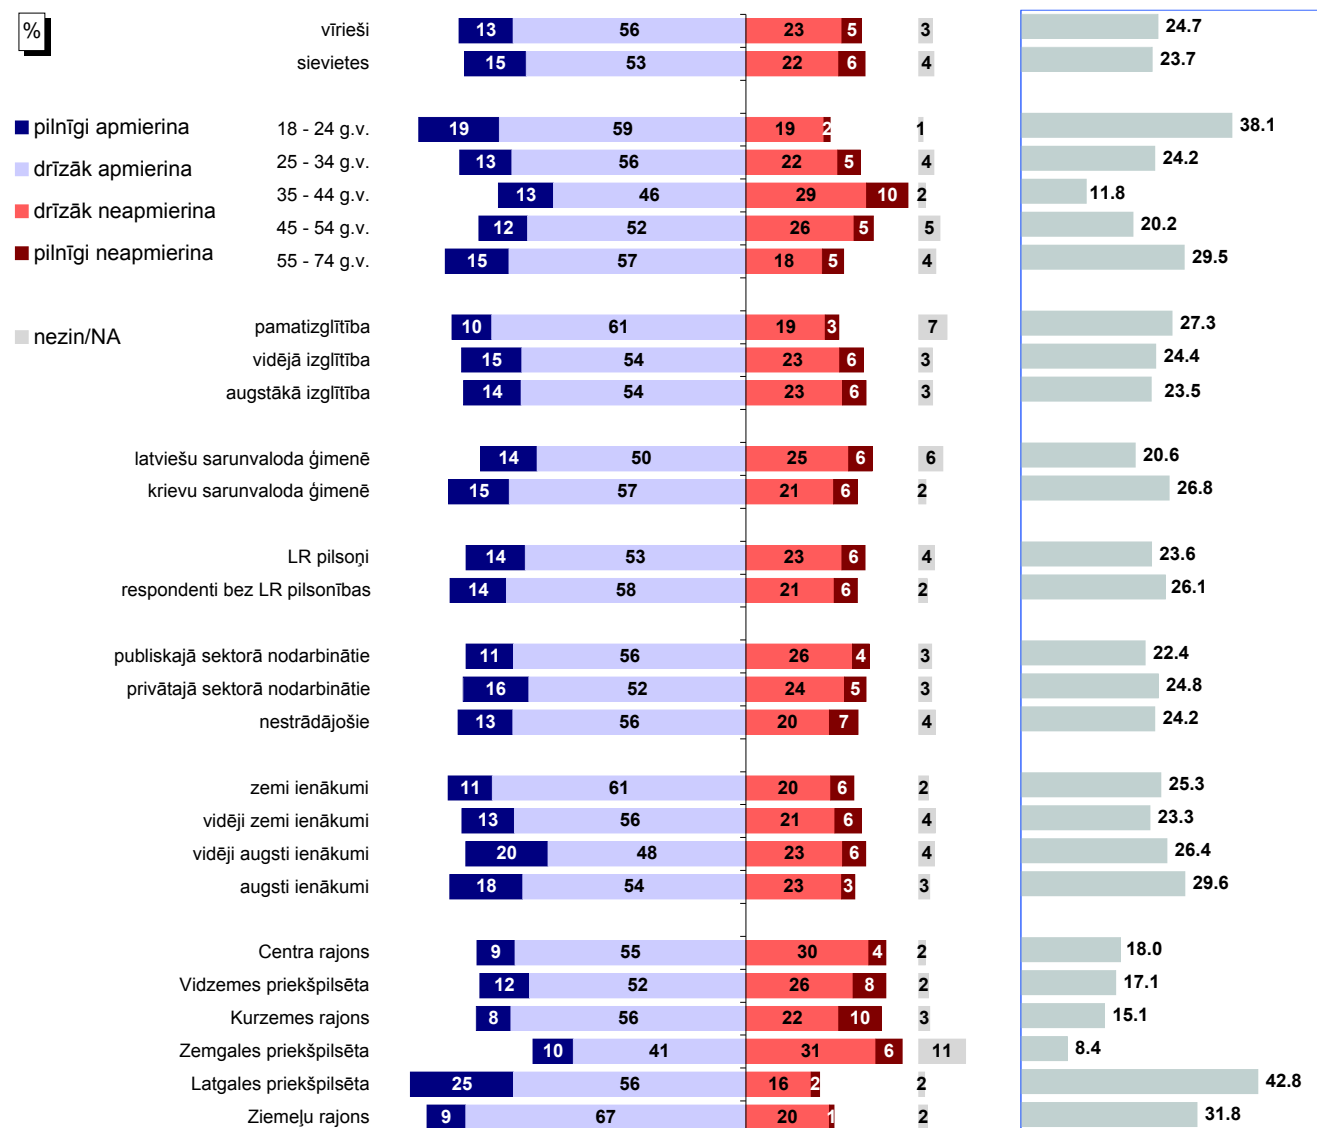 %
vīrieši 13 56 23 5 3 24.7
sievietes 15 53 22 6 4 23.7
pilnīgi apmierina
18 - 24 g.v. 19 59 19 2 1 38.1
drīzāk apmierina
25 - 34 g.v. 13 56 22 5 4 24.2
35 - 44 g.v. 13 46 29 10 2 11.8
drīzāk neapmierina
45 - 54 g.v. 12 52 26 5 5 20.2
pilnīgi neapmierina
55 - 74 g.v. 15 57 18 5 4 29.5
pamatizglītība 10 61 19 3 7 27.3
nezin/NA
vidējā izglītība 15 54 23 6 3 24.4
augstākā izglītība 14 54 23 6 3 23.5
latviešu sarunvaloda ģimenē 14 50 25 6 6 20.6
krievu sarunvaloda ģimenē 15 57 21 6 2 26.8
LR pilsoņi 14 53 23 6 4 23.6
respondenti bez LR pilsonības 14 58 21 6 2 26.1
publiskajā sektorā nodarbinātie 11 56 26 4 3 22.4
privātajā sektorā nodarbinātie 16 52 24 5 3 24.8
nestrādājošie 13 56 20 7 4 24.2
zemi ienākumi 11 61 20 6 2 25.3
vidēji zemi ienākumi 13 56 21 6 4 23.3
vidēji augsti ienākumi 20 48 23 6 4 26.4
augsti ienākumi 18 54 23 3 3 29.6
Centra rajons 9 55 30 4 2 18.0
Vidzemes priekšpilsēta 12 52 26 8 2 17.1
Kurzemes rajons 8 56 22 10 3 15.1
Zemgales priekšpilsēta 10 41 31 6 11 8.4
Latgales priekšpilsēta 25 56 16 2 2 42.8
Ziemeļu rajons 9 67 20 1 2 31.8